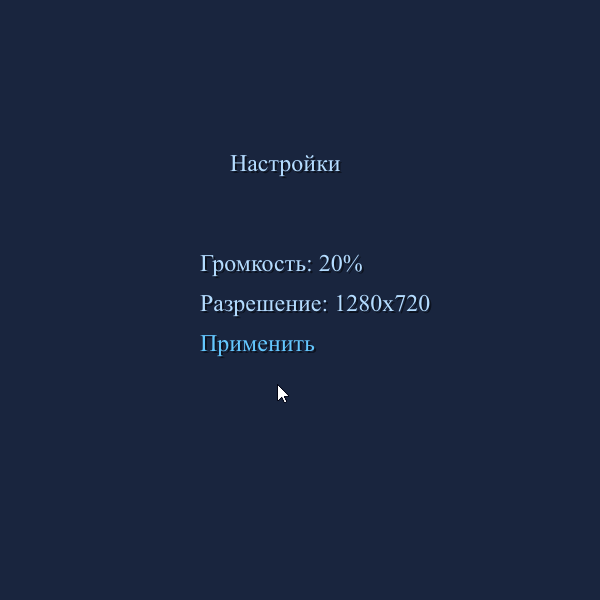 Настройки
Громкость: 20%
Разрешение: 1280x720
Применить